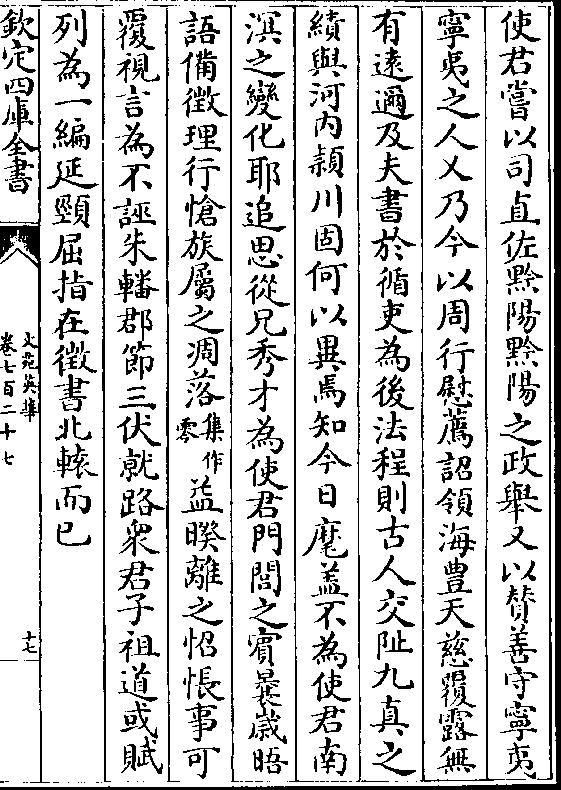 使君嘗以司直佐黔陽黔陽之政舉又以贊善守寧夷
寧夷之人乂乃今以周行慰薦詔領海豊天慈覆露無
有遠邇及夫書於循吏為後法程則古人交阯九真之
績與河內潁川固何以異焉知今日麾盖不為使君南
溟之變化耶追思從兄秀才為使君門閭之賓曩歲晤
語備徵理行愴族屬之凋落集作零益暌離之怊悵事可
覆視言為不誣朱轓郡節三伏就路衆君子祖道或賦
列為一編延頸屈指在徵書北轅而已
欽定四庫全書
文苑英華
卷七百二十七
十七